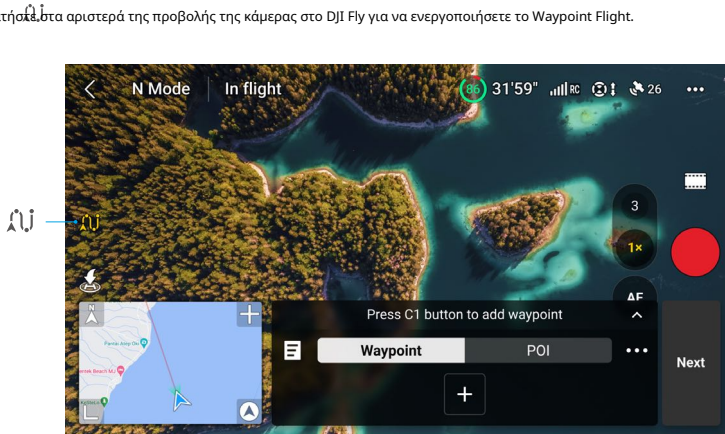 στα αριστερά της προβολής της κάμερας στο DJI Fly για να ενεργοποιήσετε το Waypoint Flight.
N Mode In flight 86 31'59" RC 26
3
1×
AF
Press C1 button to add waypoint
N
Waypoint POI
Next